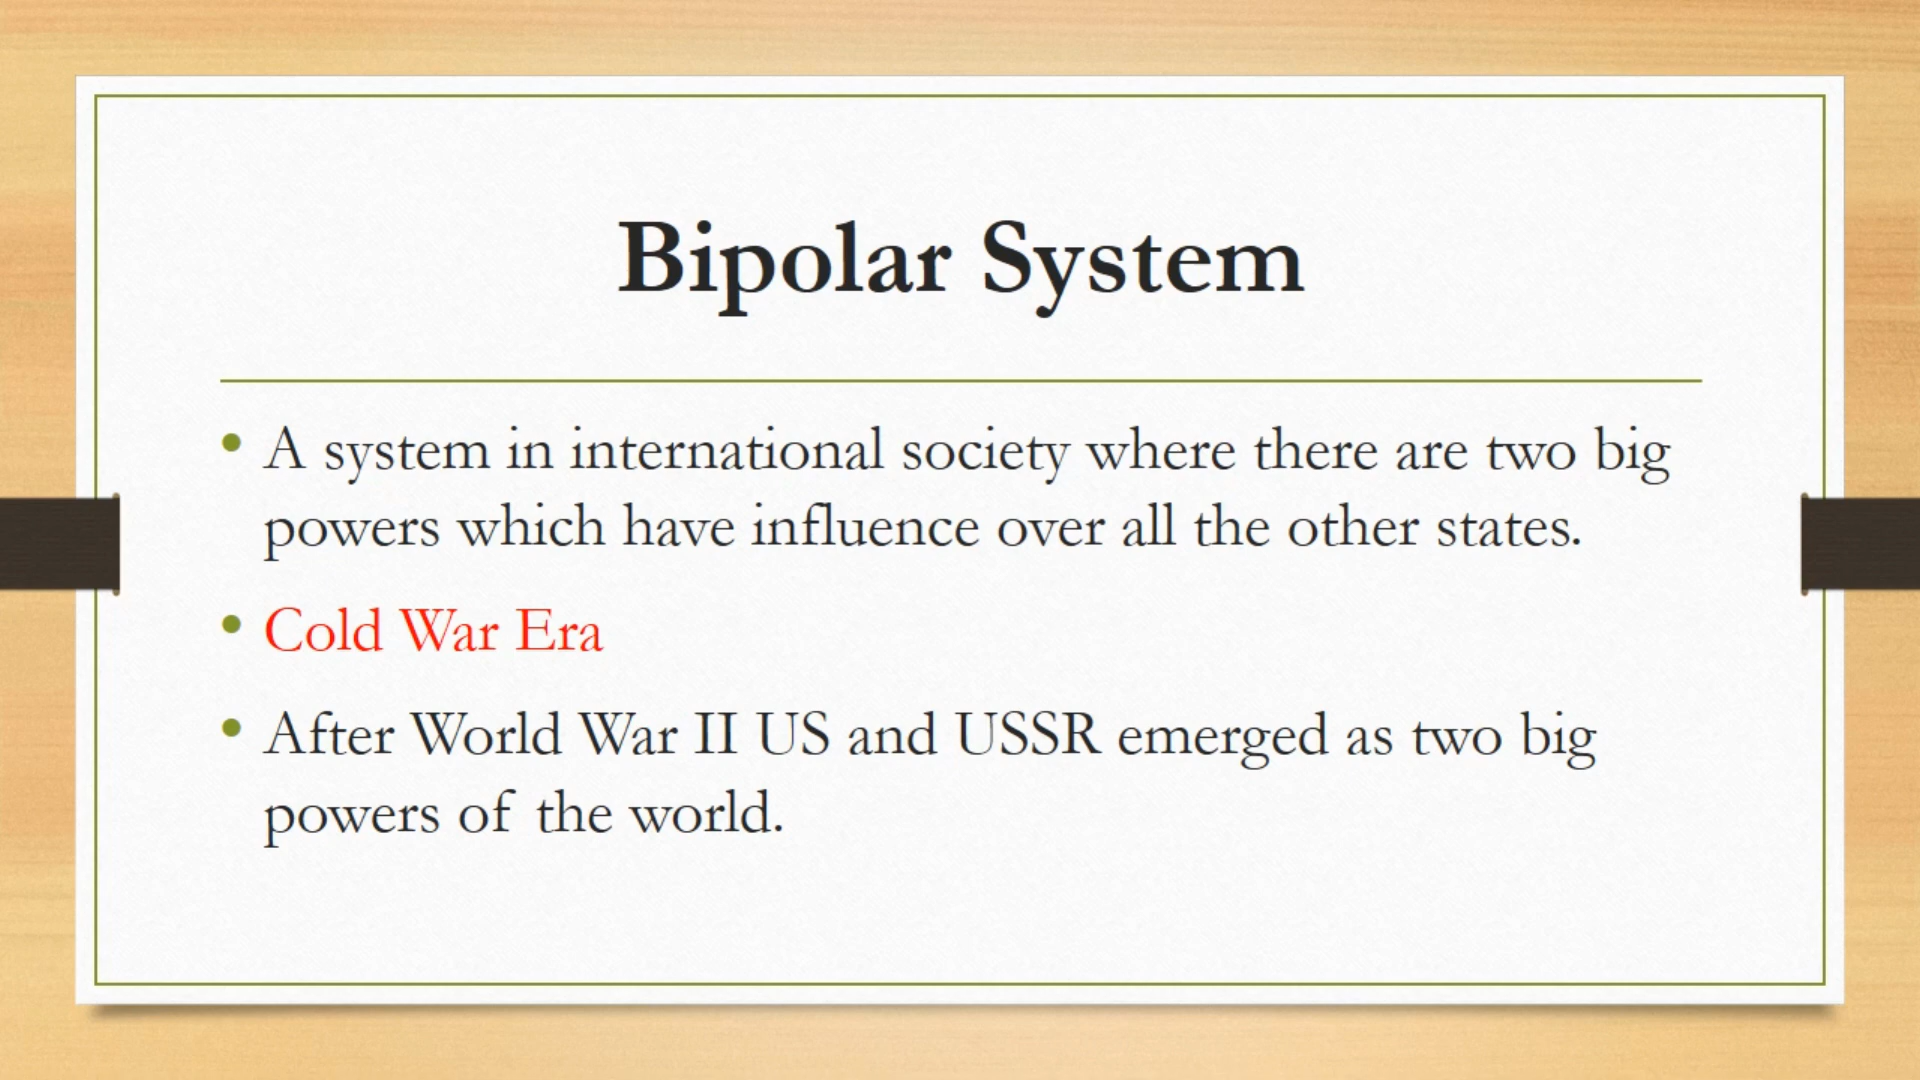 Bipolar System
• A system in international society where there are two big
powers which have influence over all the other states.
• Cold War Era
• After World War II US and USSR emerged as two big
powers of the world.